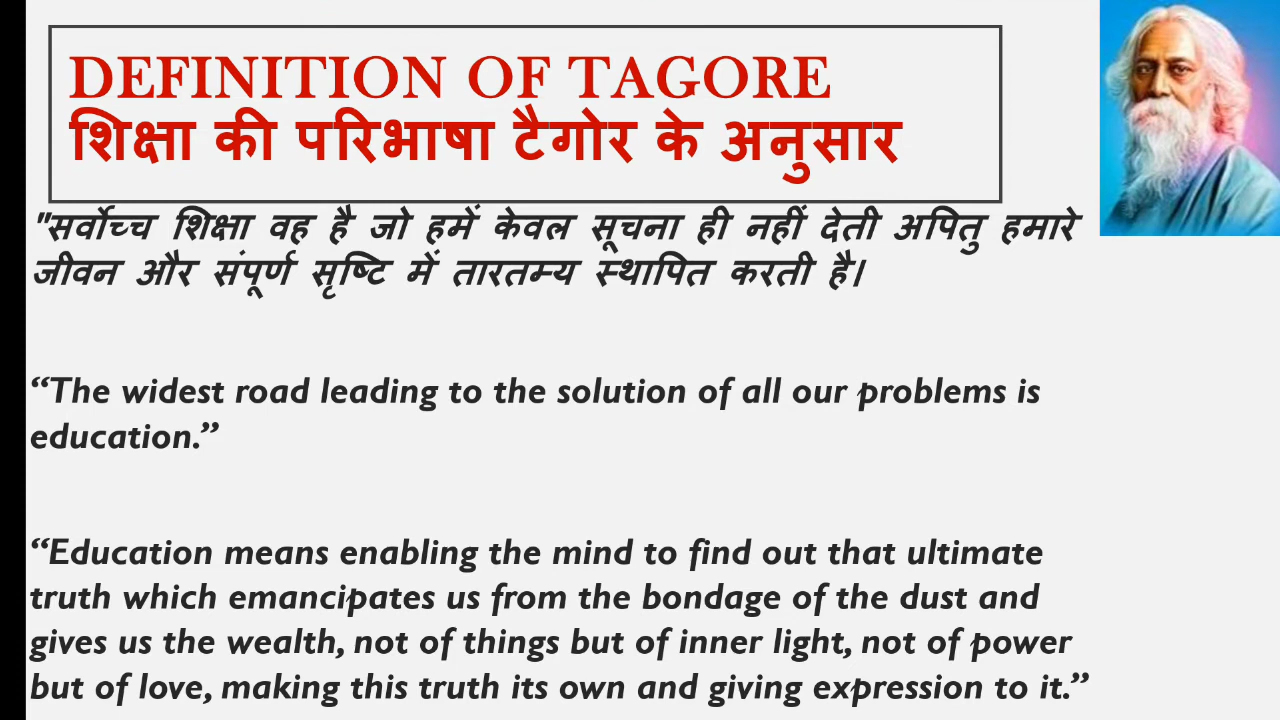 DEFINITION OF TAGORE
शिक्षा की परिभाषा टैगोर के अनुसार
"सर्वोच्च शिक्षा वह है जो हमें केवल सूचना ही नहीं देती अपितु हमारे
जीवन और संपूर्ण सृष्टि में तारतम्य स्थापित करती है।
“The widest road leading to the solution of all our problems is
education.”
“Education means enabling the mind to find out that ultimate
truth which emancipates us from the bondage of the dust and
gives us the wealth, not of things but of inner light, not of power
but of love, making this truth its own and giving expression to it.”